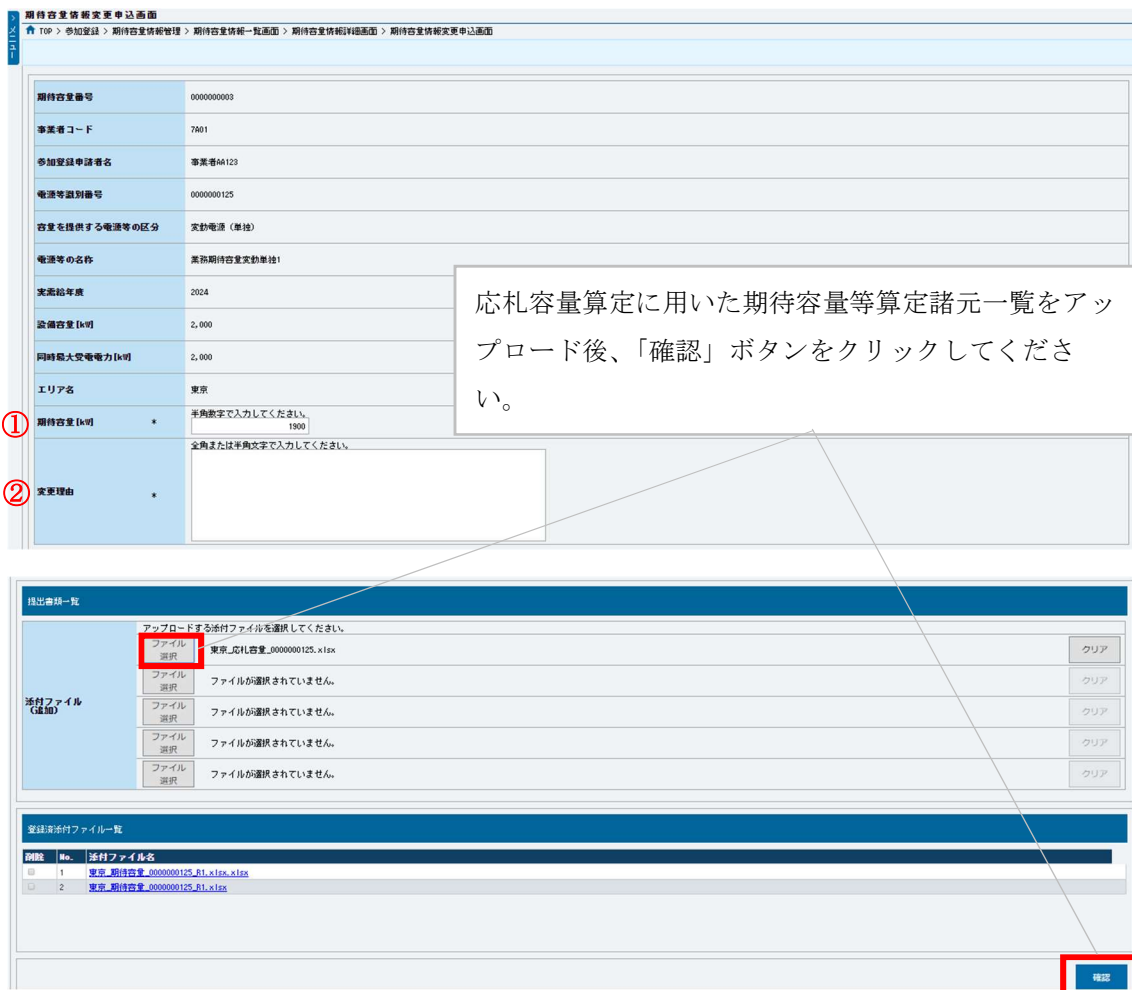 期待容量情報変更申込画面
メニュー
TOP > 参加登録 > 期待容量情報管理 > 期待容量情報一覧画面 > 期待容量情報詳細画面 > 期待容量情報変更申込画面
期待容量番号 0000000003
事業者コード 7A01
参加登録申請者名 事業者AA123
電源等識別番号 0000000125
容量を提供する電源等の区分 変動電源（単独）
電源等の名称 業務期待容量変動単独1
実需給年度 2024
設備容量[kW] 2,000
同時最大受電電力[kW] 2,000
エリア名 東京
半角数字で入力してください。
① 期待容量[kW] * 1900
全角または半角文字で入力してください。
② 変更理由 *
応札容量算定に用いた期待容量等算定諸元一覧をアッ
プロード後、「確認」ボタンをクリックしてくださ
い。
提出書類一覧
アップロードする添付ファイルを選択してください。
添付ファイル
（追加）
ファイル選択 東京_応札容量_0000000125.xlsx クリア
ファイル選択 ファイルが選択されていません。 クリア
ファイル選択 ファイルが選択されていません。 クリア
ファイル選択 ファイルが選択されていません。 クリア
ファイル選択 ファイルが選択されていません。 クリア
登録済添付ファイル一覧
削除 No. 添付ファイル名
1 東京_期待容量_0000000125_R1.xlsx.xlsx
2 東京_期待容量_0000000125_R1.xlsx
確認